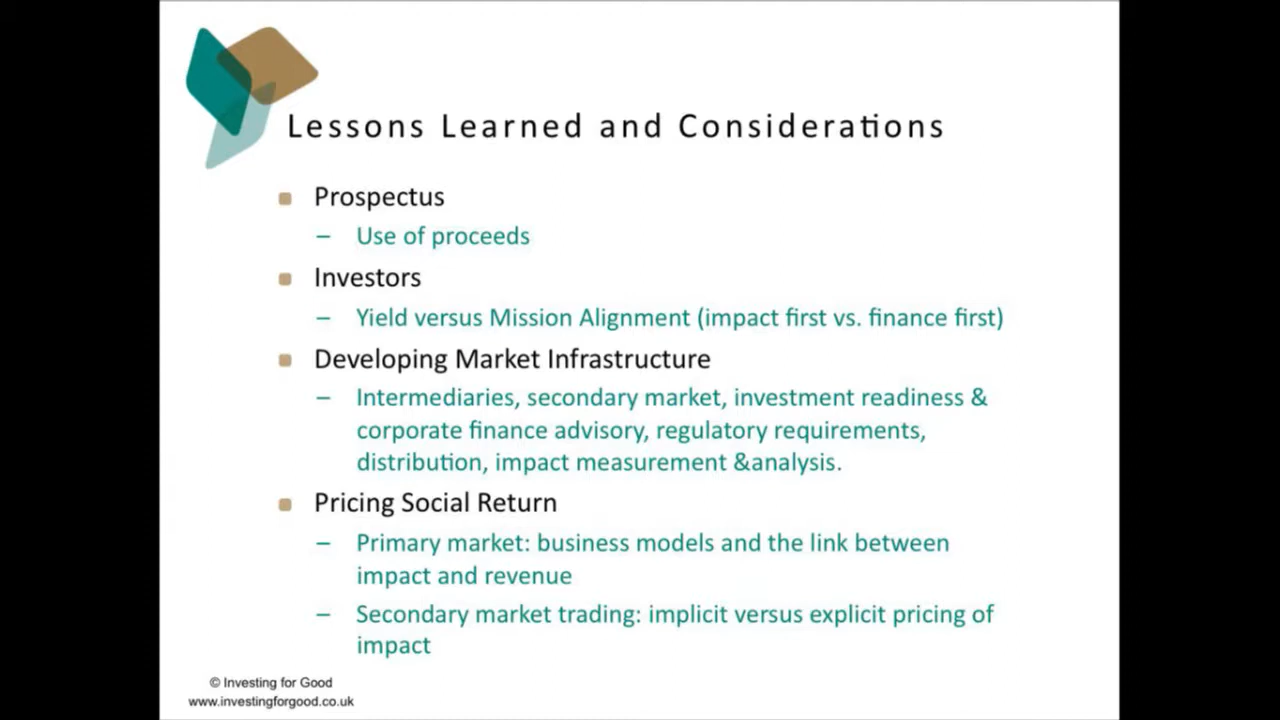 Lessons Learned and Considerations
Prospectus
– Use of proceeds
Investors
– Yield versus Mission Alignment (impact first vs. finance first)
Developing Market Infrastructure
– Intermediaries, secondary market, investment readiness &
corporate finance advisory, regulatory requirements,
distribution, impact measurement &analysis.
Pricing Social Return
– Primary market: business models and the link between
impact and revenue
– Secondary market trading: implicit versus explicit pricing of
impact
© Investing for Good
www.investingforgood.co.uk